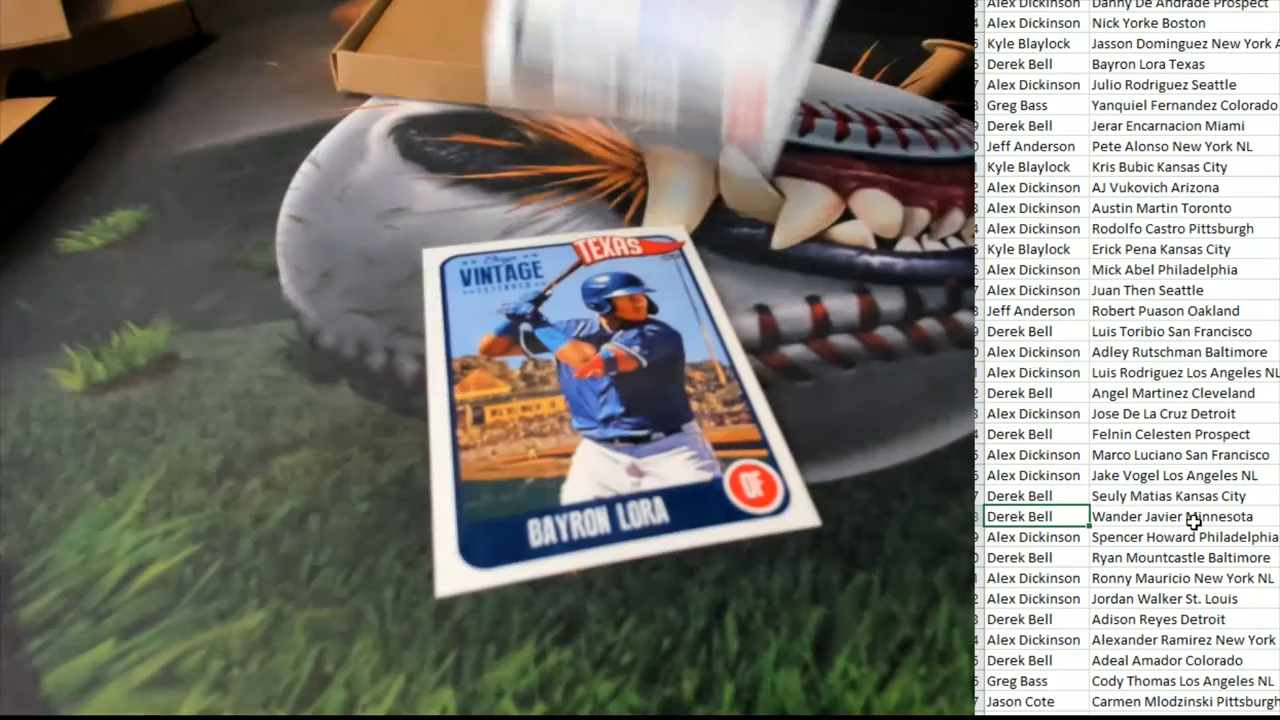 TEXAS
Onyx
VINTAGE
EXTENDED
OF
BAYRON LORA
Alex Dickinson Danny De Andrade Prospect
Alex Dickinson Nick Yorke Boston
Kyle Blaylock Jasson Dominguez New York A
Derek Bell Bayron Lora Texas
Alex Dickinson Julio Rodriguez Seattle
Greg Bass Yanquiel Fernandez Colorado
Derek Bell Jerar Encarnacion Miami
Jeff Anderson Pete Alonso New York NL
Kyle Blaylock Kris Bubic Kansas City
Alex Dickinson AJ Vukovich Arizona
Alex Dickinson Austin Martin Toronto
Alex Dickinson Rodolfo Castro Pittsburgh
Kyle Blaylock Erick Pena Kansas City
Alex Dickinson Mick Abel Philadelphia
Alex Dickinson Juan Then Seattle
Jeff Anderson Robert Puason Oakland
Derek Bell Luis Toribio San Francisco
Alex Dickinson Adley Rutschman Baltimore
Alex Dickinson Luis Rodriguez Los Angeles NL
Derek Bell Angel Martinez Cleveland
Alex Dickinson Jose De La Cruz Detroit
Derek Bell Felnin Celesten Prospect
Alex Dickinson Marco Luciano San Francisco
Alex Dickinson Jake Vogel Los Angeles NL
Derek Bell Seuly Matias Kansas City
Derek Bell Wander Javier Minnesota
Alex Dickinson Spencer Howard Philadelphia
Derek Bell Ryan Mountcastle Baltimore
Alex Dickinson Ronny Mauricio New York NL
Alex Dickinson Jordan Walker St. Louis
Derek Bell Adison Reyes Detroit
Alex Dickinson Alexander Ramirez New York
Derek Bell Adeal Amador Colorado
Greg Bass Cody Thomas Los Angeles NL
Jason Cote Carmen Mlodzinski Pittsburgh